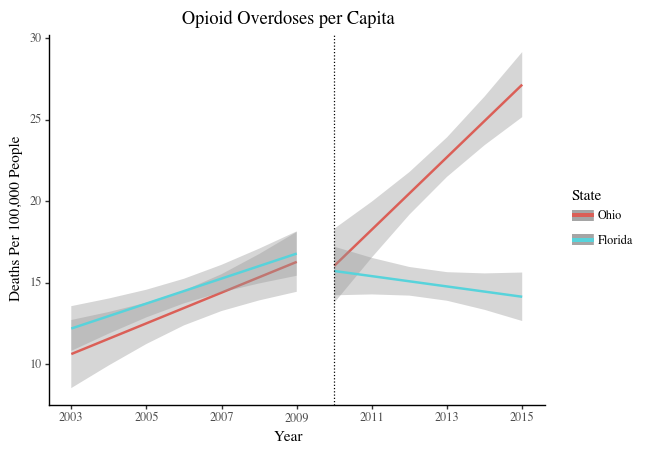 Opioid Overdoses per Capita
Deaths Per 100,000 People
30
25
20
15
10
2003 2005 2007 2009 2011 2013 2015
Year
State
Ohio
Florida